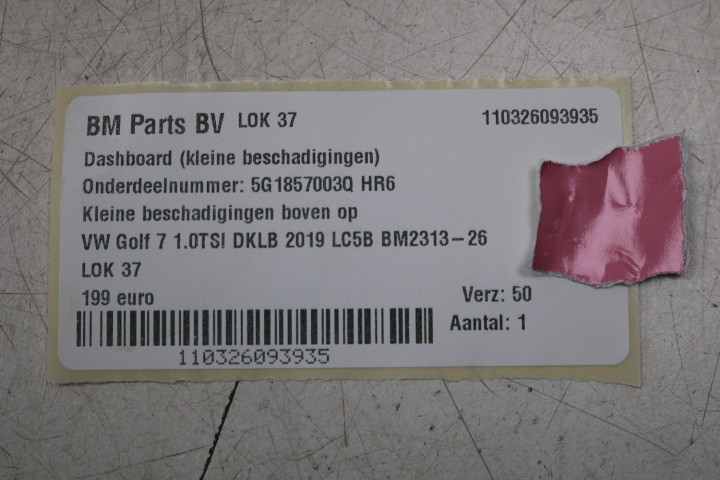 BM Parts BV LOK 37 110326093935
Dashboard (kleine beschadigingen)
Onderdeelnummer: 5G1857003Q HR6
Kleine beschadigingen boven op
VW Golf 7 1.0TSI DKLB 2019 LC5B BM2313-26
LOK 37
199 euro Verz: 50
Aantal: 1
110326093935